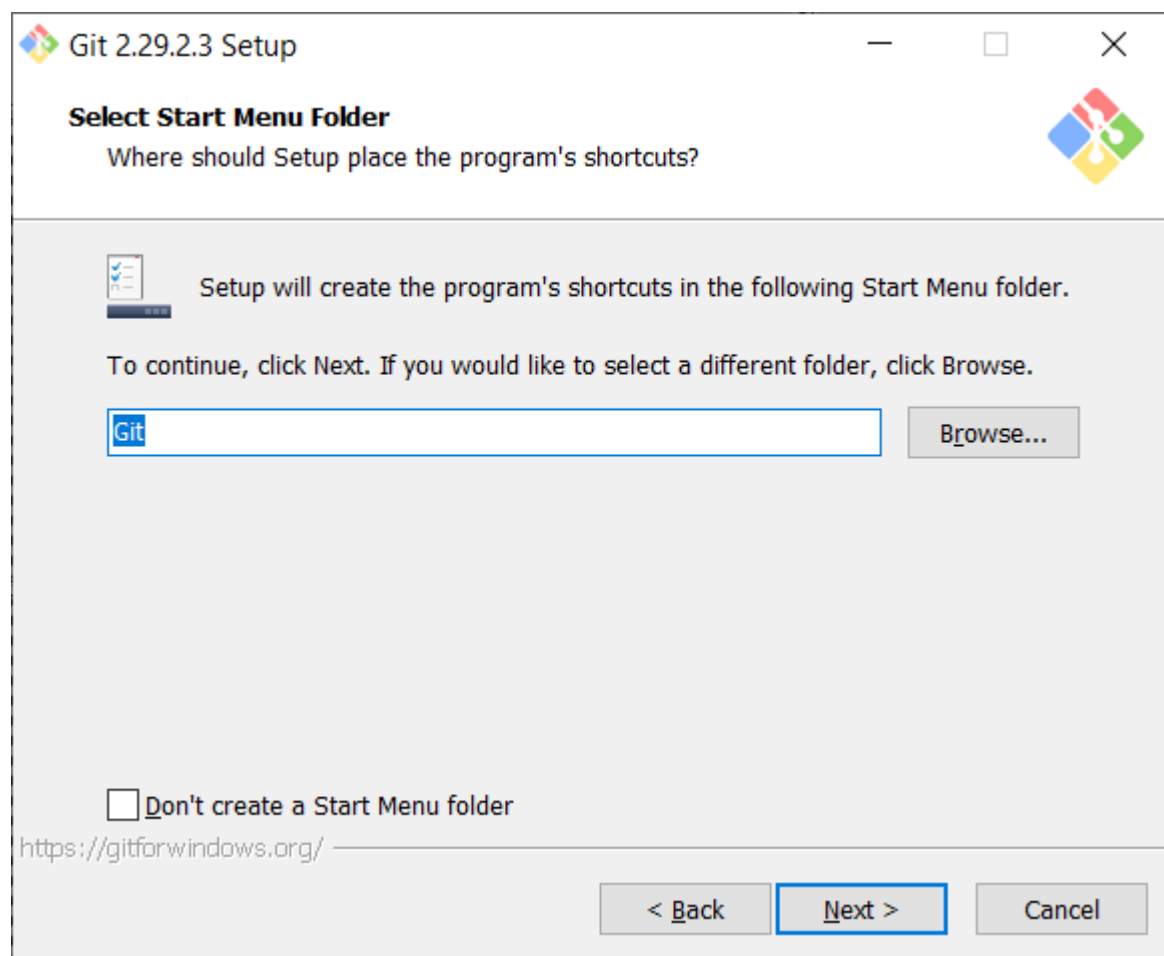 Git 2.29.2.3 Setup
Select Start Menu Folder
Where should Setup place the program's shortcuts?
Setup will create the program's shortcuts in the following Start Menu folder.
To continue, click Next. If you would like to select a different folder, click Browse.
Git
Browse...
Don't create a Start Menu folder
https://gitforwindows.org/
< Back
Next >
Cancel